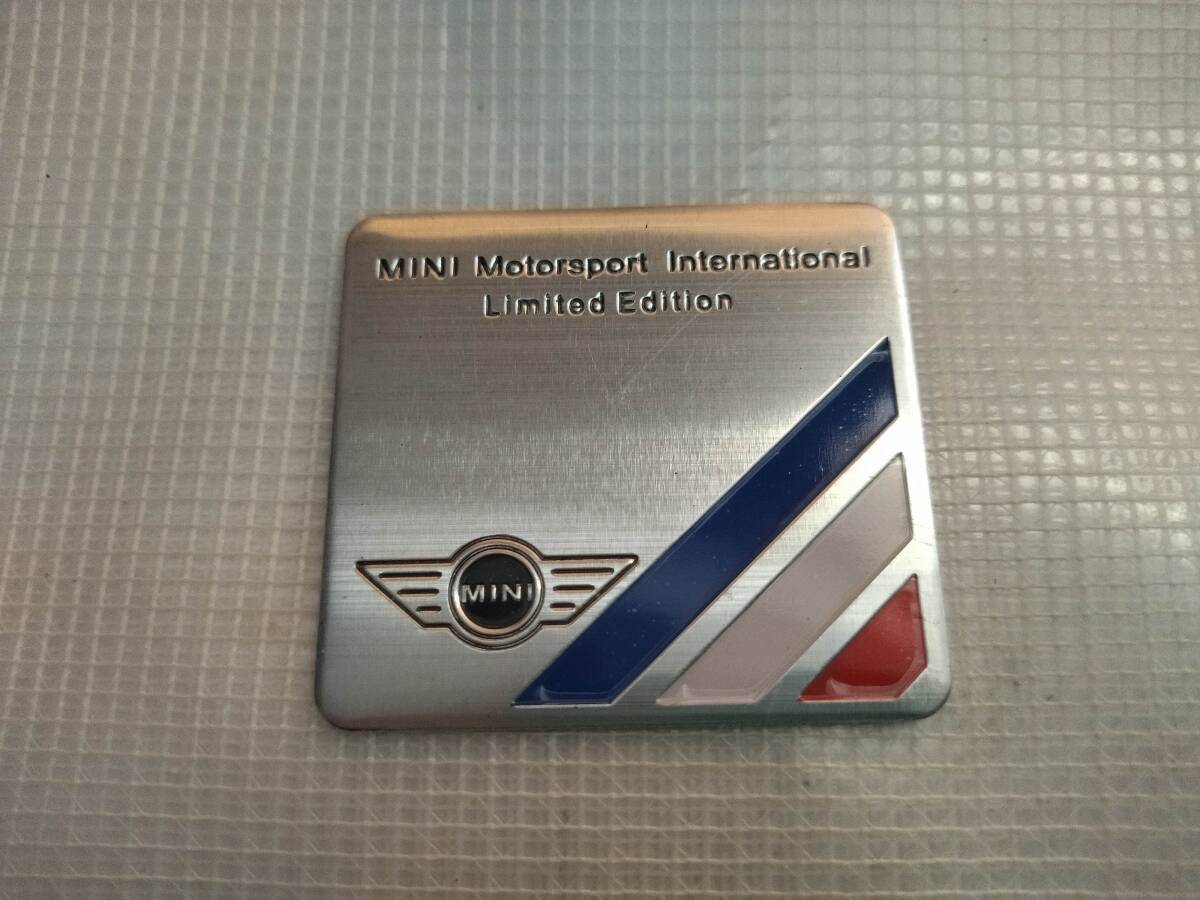 MINI Motorsport International
Limited Edition
MINI